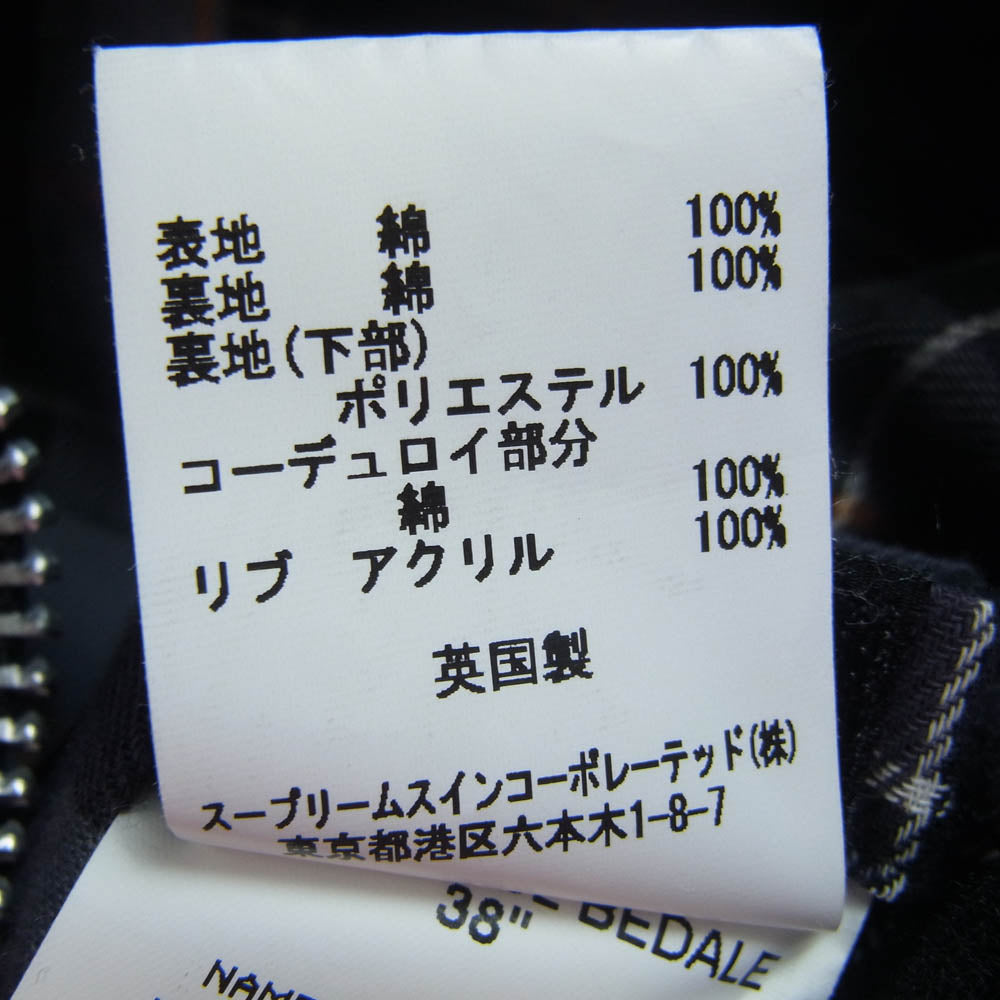 表地 綿 100%
裏地 綿 100%
裏地(下部)
ポリエステル 100%
コーデュロイ部分
綿 100%
リブ アクリル 100%
英国製
スープリームスインコーポレーテッド(株)
東京都港区六本木1-8-7
BEDALE
38"